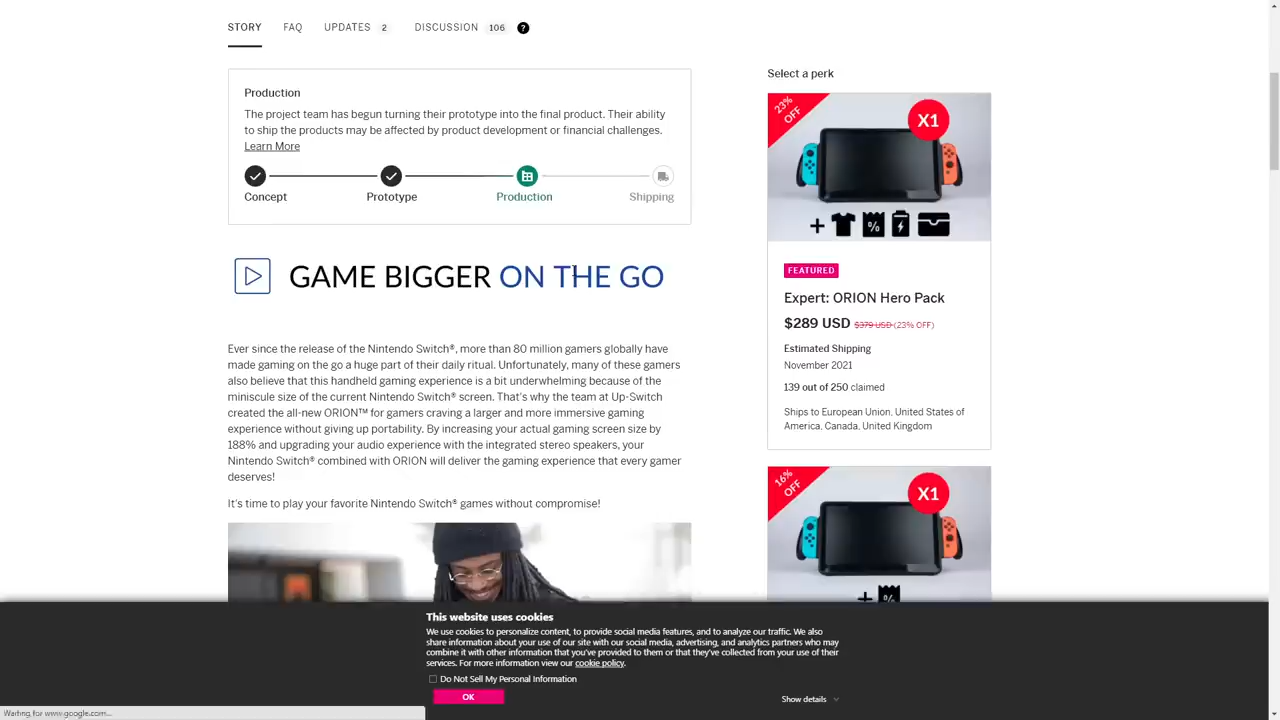 STORY FAQ UPDATES 2 DISCUSSION 106 ?
Production
The project team has begun turning their prototype into the final product. Their ability
to ship the products may be affected by product development or financial challenges.
Learn More
Concept Prototype Production Shipping
GAME BIGGER ON THE GO
Ever since the release of the Nintendo Switch®, more than 80 million gamers globally have
made gaming on the go a huge part of their daily ritual. Unfortunately, many of these gamers
also believe that this handheld gaming experience is a bit underwhelming because of the
miniscule size of the current Nintendo Switch® screen. That's why the team at Up-Switch
created the all-new ORION™ for gamers craving a larger and more immersive gaming
experience without giving up portability. By increasing your actual gaming screen size by
188% and upgrading your audio experience with the integrated stereo speakers, your
Nintendo Switch® combined with ORION will deliver the gaming experience that every gamer
deserves!
It's time to play your favorite Nintendo Switch® games without compromise!
Select a perk
23%
OFF
X1
+ %
FEATURED
Expert: ORION Hero Pack
$289 USD $379 USD (23% OFF)
Estimated Shipping
November 2021
139 out of 250 claimed
Ships to European Union, United States of
America, Canada, United Kingdom
16%
OFF
X1
+ %
This website uses cookies
We use cookies to personalize content, to provide social media features, and to analyze our traffic. We also
share information about your use of our site with our social media, advertising, and analytics partners who may
combine it with other information that you've provided to them or that they've collected from your use of their
services. For more information view our cookie policy.
Do Not Sell My Personal Information
OK
Show details
Waiting for www.google.com...